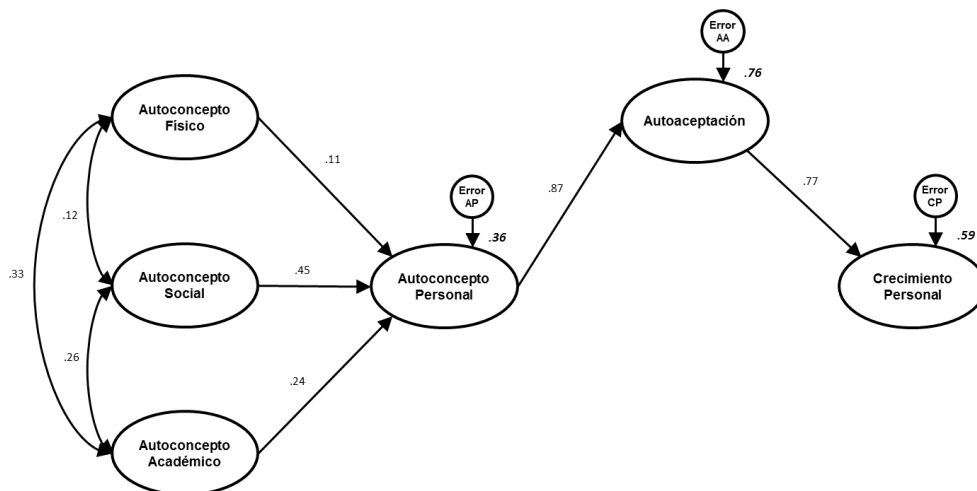 Error
AA
.76
Autoaceptación
Autoconcepto
Físico
.11
.87
.77
Error
AP
.36
Error
CP
.59
.12
.33
Autoconcepto
Social
.45
Autoconcepto
Personal
Crecimiento
Personal
.26
.24
Autoconcepto
Académico